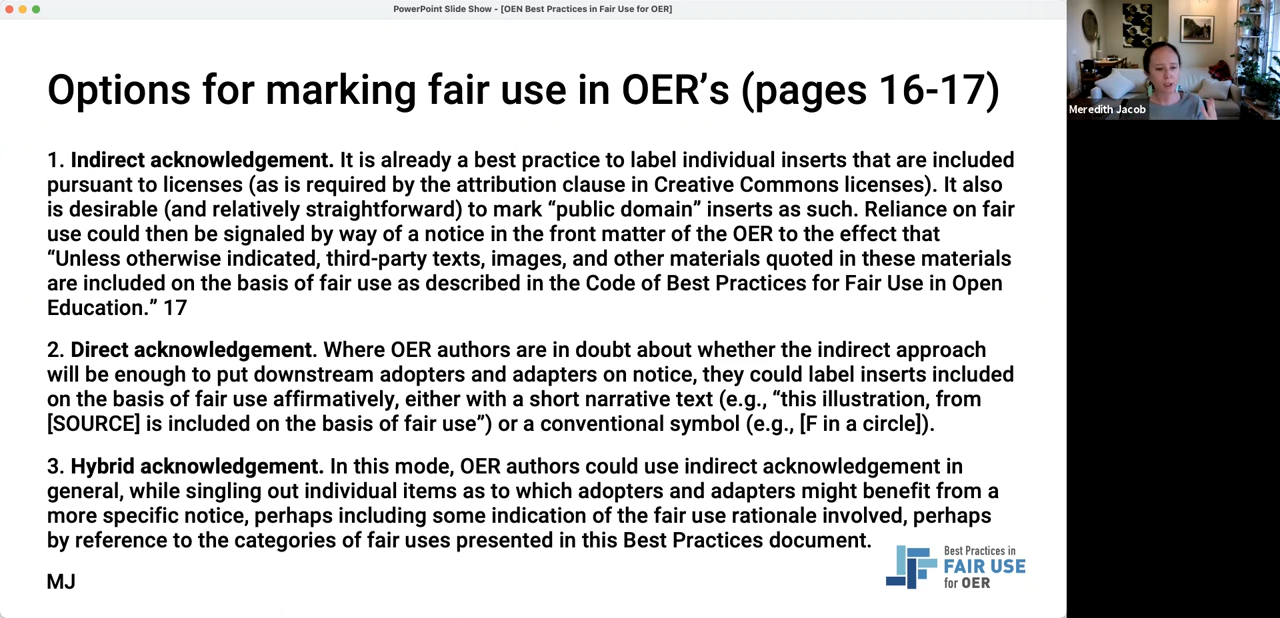 PowerPoint Slide Show - [OEN Best Practices in Fair Use for OER]
Options for marking fair use in OER’s (pages 16-17)
1. Indirect acknowledgement. It is already a best practice to label individual inserts that are included
pursuant to licenses (as is required by the attribution clause in Creative Commons licenses). It also
is desirable (and relatively straightforward) to mark “public domain” inserts as such. Reliance on fair
use could then be signaled by way of a notice in the front matter of the OER to the effect that
“Unless otherwise indicated, third-party texts, images, and other materials quoted in these materials
are included on the basis of fair use as described in the Code of Best Practices for Fair Use in Open
Education.” 17
2. Direct acknowledgement. Where OER authors are in doubt about whether the indirect approach
will be enough to put downstream adopters and adapters on notice, they could label inserts included
on the basis of fair use affirmatively, either with a short narrative text (e.g., “this illustration, from
[SOURCE] is included on the basis of fair use”) or a conventional symbol (e.g., [F in a circle]).
3. Hybrid acknowledgement. In this mode, OER authors could use indirect acknowledgement in
general, while singling out individual items as to which adopters and adapters might benefit from a
more specific notice, perhaps including some indication of the fair use rationale involved, perhaps
by reference to the categories of fair uses presented in this Best Practices document.
MJ
Best Practices in
FAIR USE
for OER
Meredith Jacob